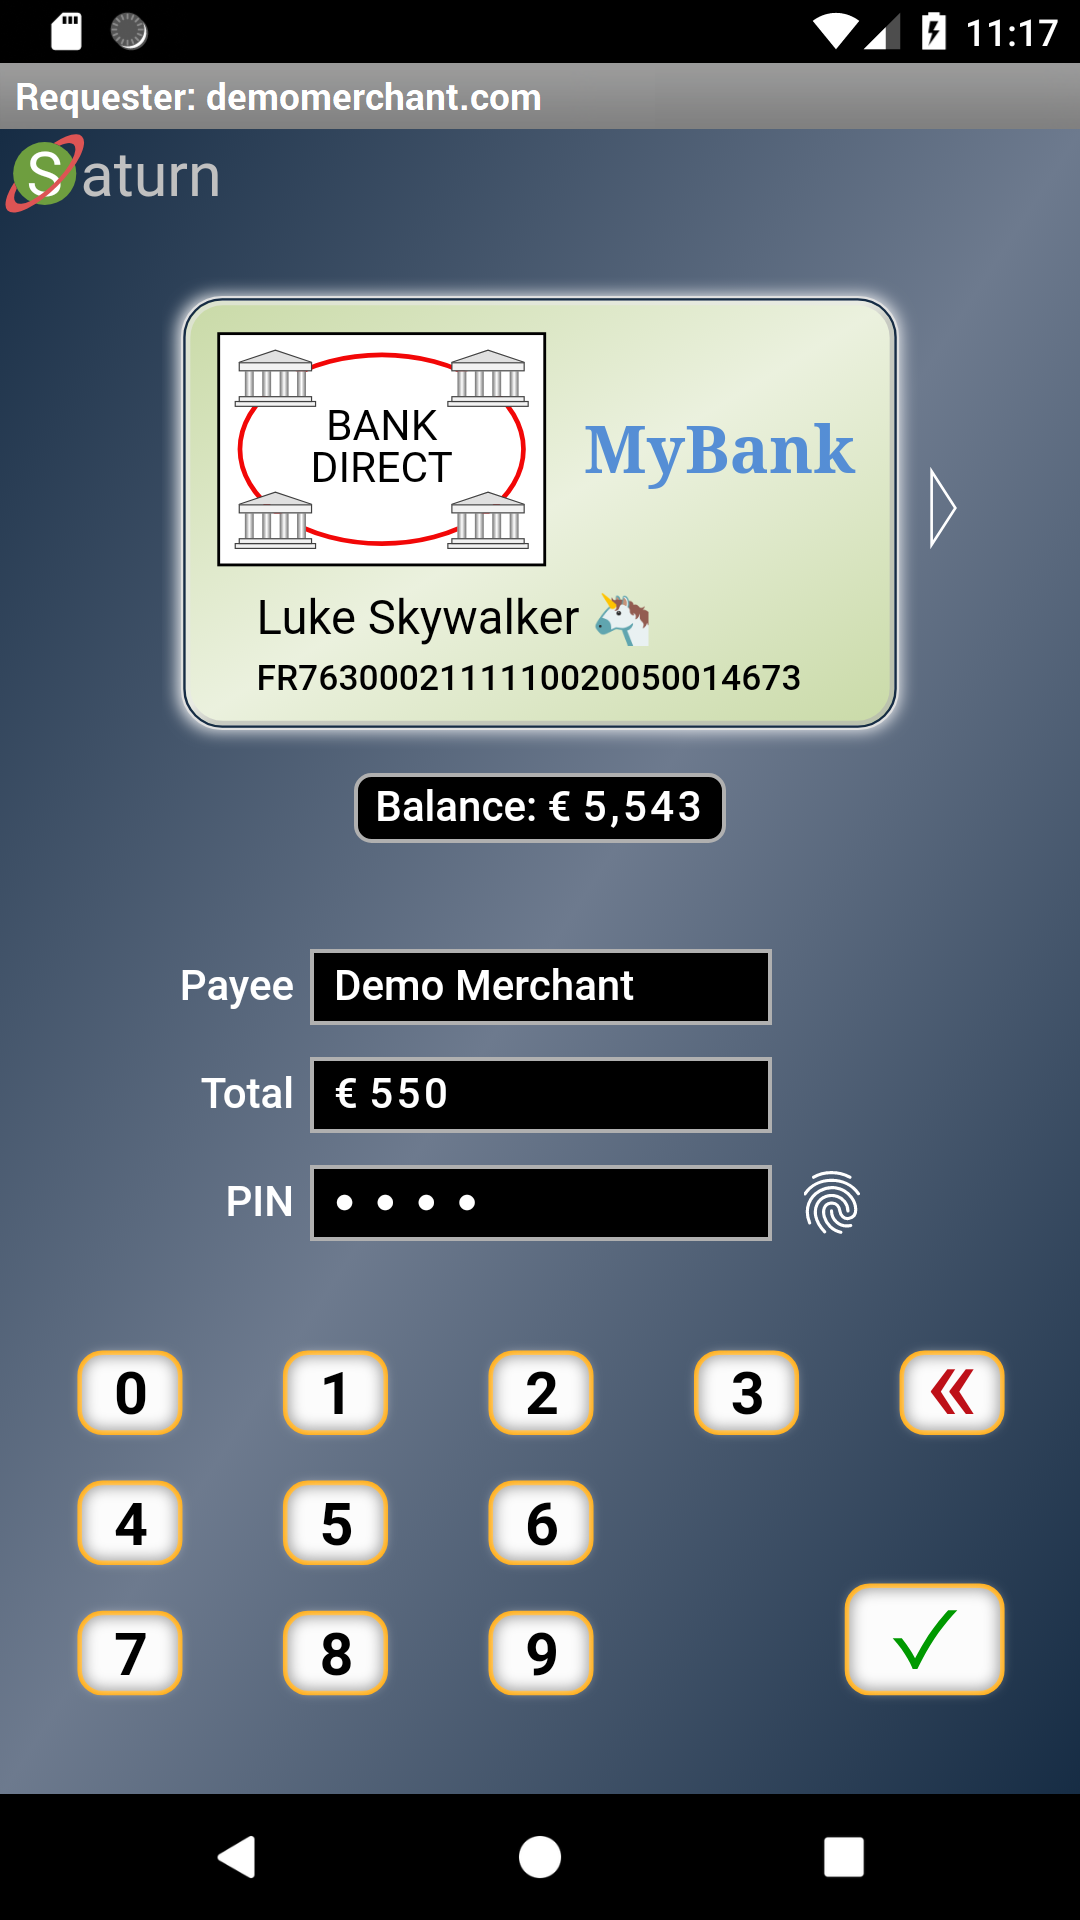 11:17
Requester: demomerchant.com
Saturn
BANK
DIRECT
MyBank
Luke Skywalker 🦄
FR7630002111110020050014673
Balance: € 5,543
Payee Demo Merchant
Total € 550
PIN • • • •
0 1 2 3 «
4 5 6
7 8 9 ✓